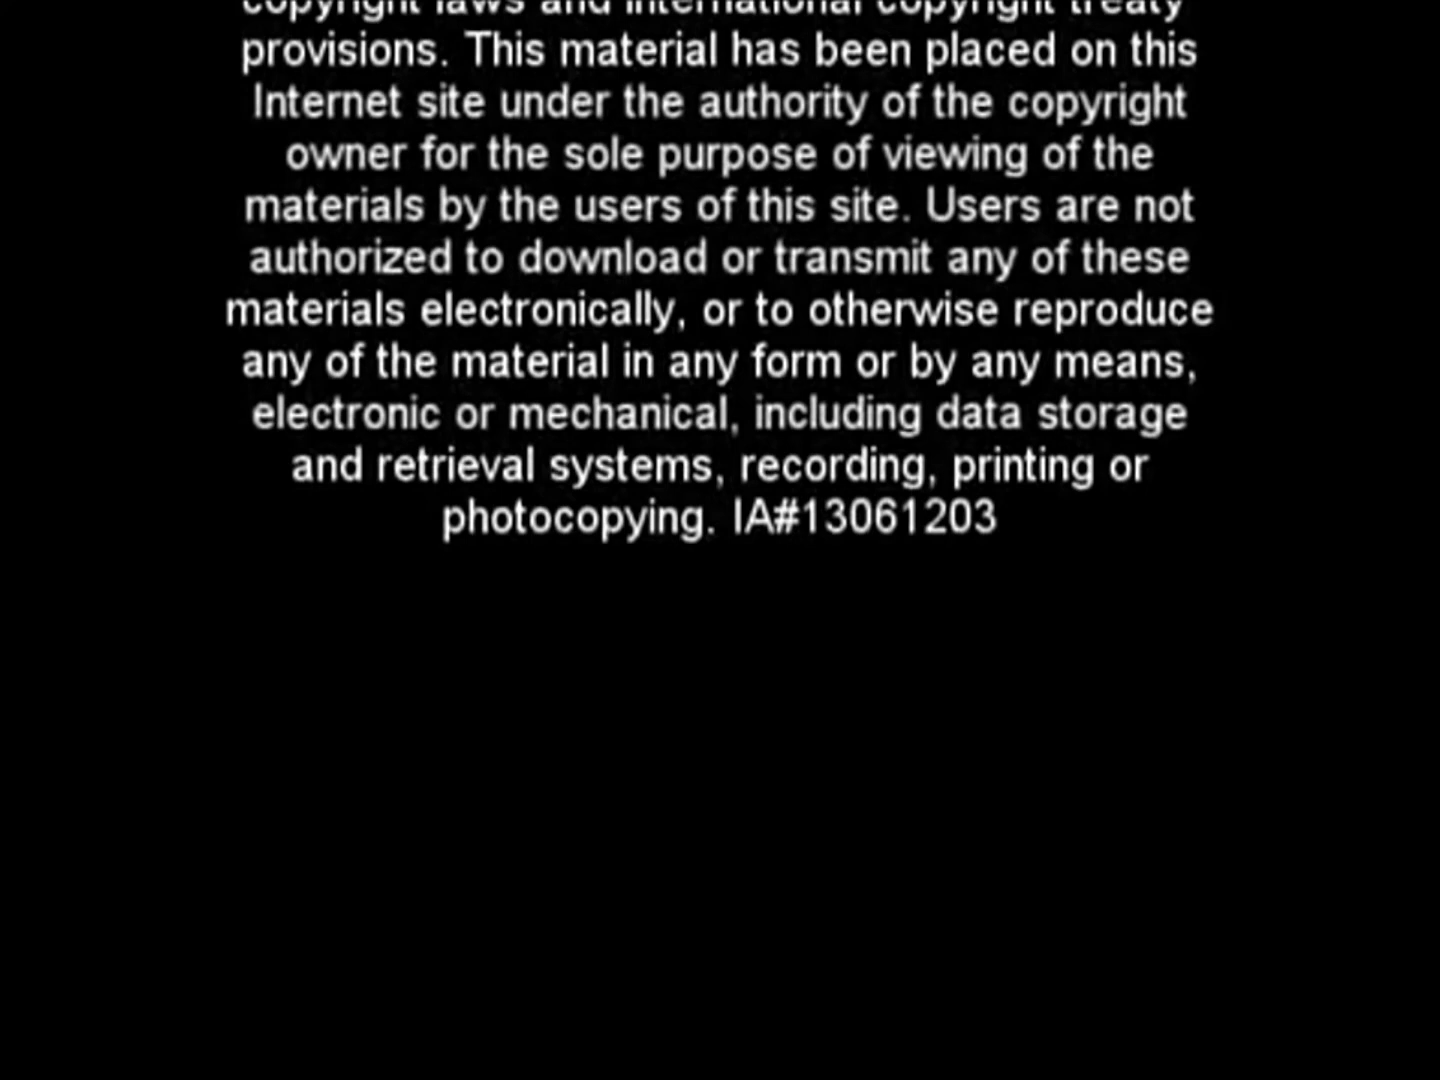 copyright laws and international copyright treaty
provisions. This material has been placed on this
Internet site under the authority of the copyright
owner for the sole purpose of viewing of the
materials by the users of this site. Users are not
authorized to download or transmit any of these
materials electronically, or to otherwise reproduce
any of the material in any form or by any means,
electronic or mechanical, including data storage
and retrieval systems, recording, printing or
photocopying. IA#13061203